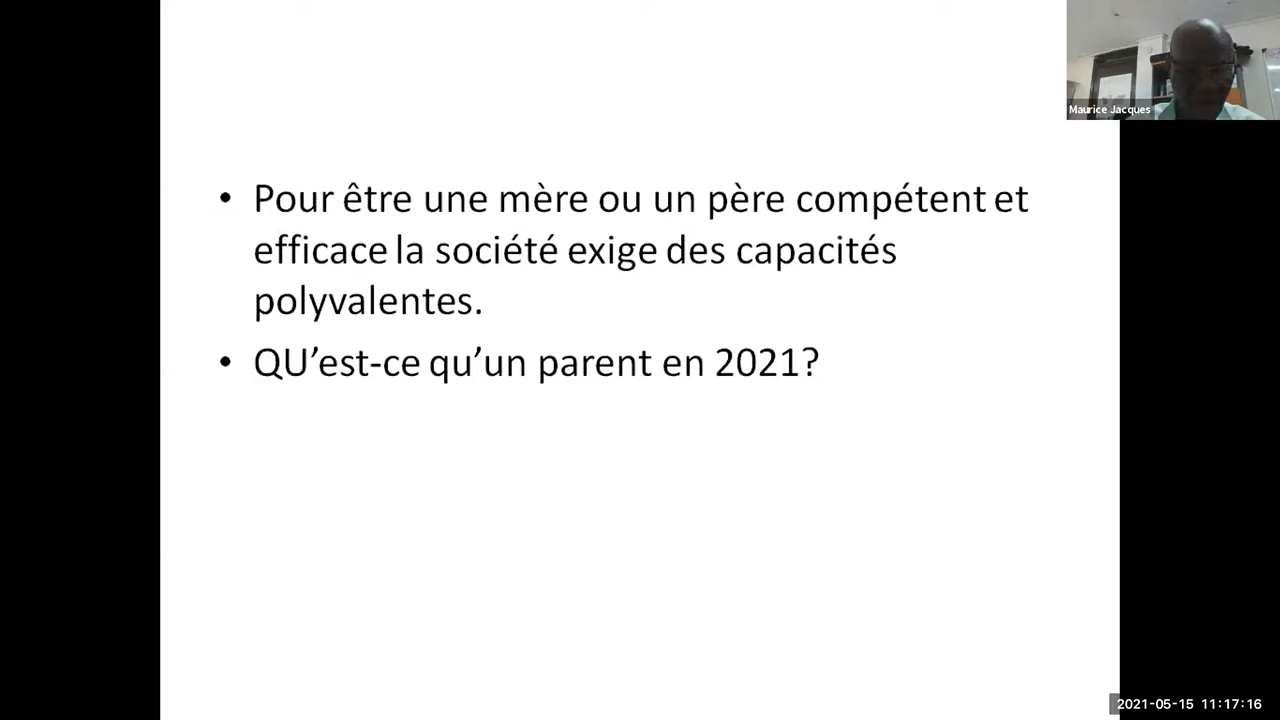 Maurice Jacques
• Pour être une mère ou un père compétent et
efficace la société exige des capacités
polyvalentes.
• QU’est-ce qu’un parent en 2021?
2021-05-15 11:17:16